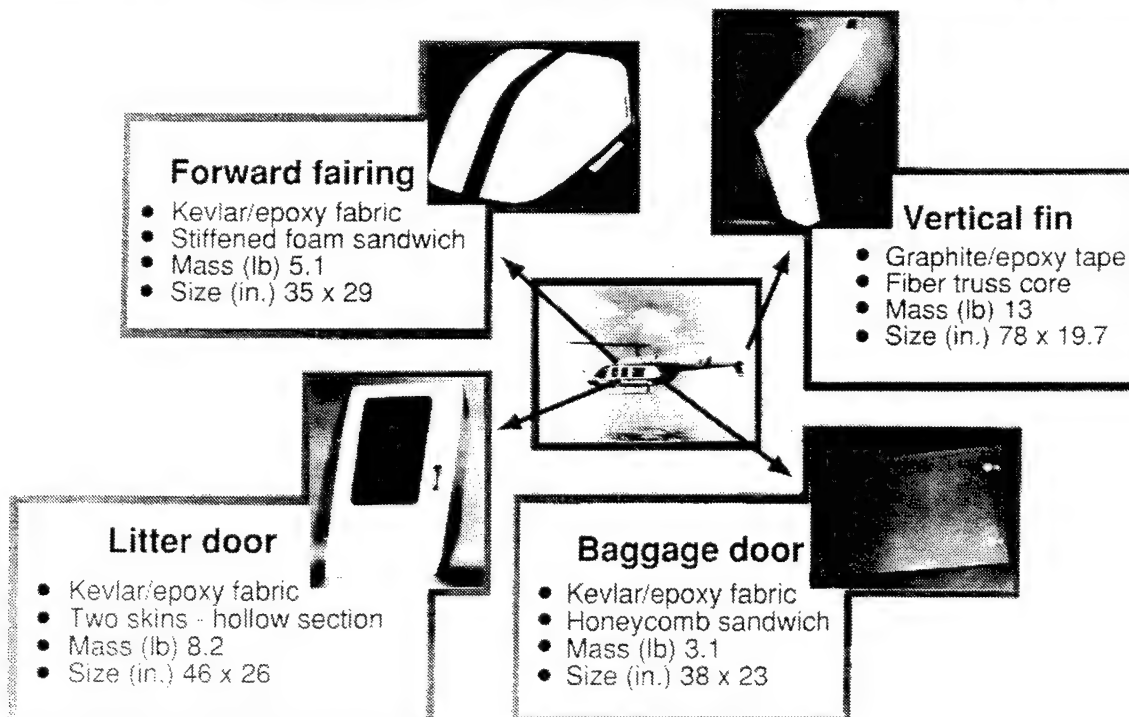 Forward fairing
● Kevlar/epoxy fabric
● Stiffened foam sandwich
● Mass (lb) 5.1
● Size (in.) 35 x 29
Vertical fin
● Graphite/epoxy tape
● Fiber truss core
● Mass (lb) 13
● Size (in.) 78 x 19.7
Litter door
● Kevlar/epoxy fabric
● Two skins - hollow section
● Mass (lb) 8.2
● Size (in.) 46 x 26
Baggage door
● Kevlar/epoxy fabric
● Honeycomb sandwich
● Mass (lb) 3.1
● Size (in.) 38 x 23